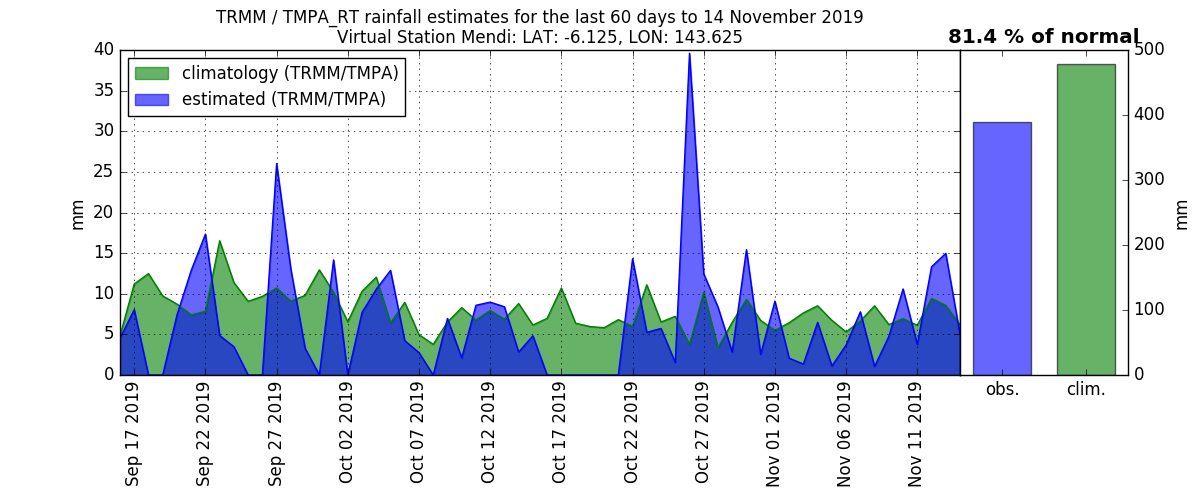 TRMM / TMPA_RT rainfall estimates for the last 60 days to 14 November 2019
Virtual Station Mendi: LAT: -6.125, LON: 143.625
81.4 % of normal
climatology (TRMM/TMPA)
estimated (TRMM/TMPA)
mm
40
35
30
25
20
15
10
5
0
Sep 17 2019
Sep 22 2019
Sep 27 2019
Oct 02 2019
Oct 07 2019
Oct 12 2019
Oct 17 2019
Oct 22 2019
Oct 27 2019
Nov 01 2019
Nov 06 2019
Nov 11 2019
obs.
clim.
500
400
300
200
100
0
mm